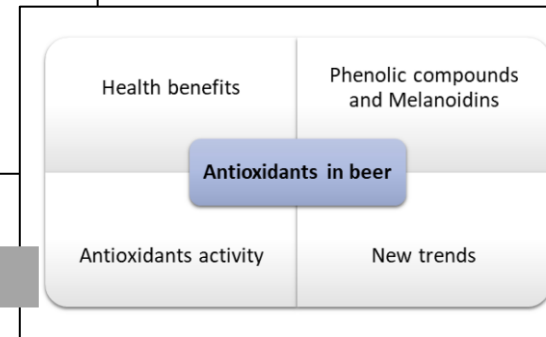 Health benefits
Phenolic compounds
and Melanoidins
Antioxidants in beer
Antioxidants activity
New trends